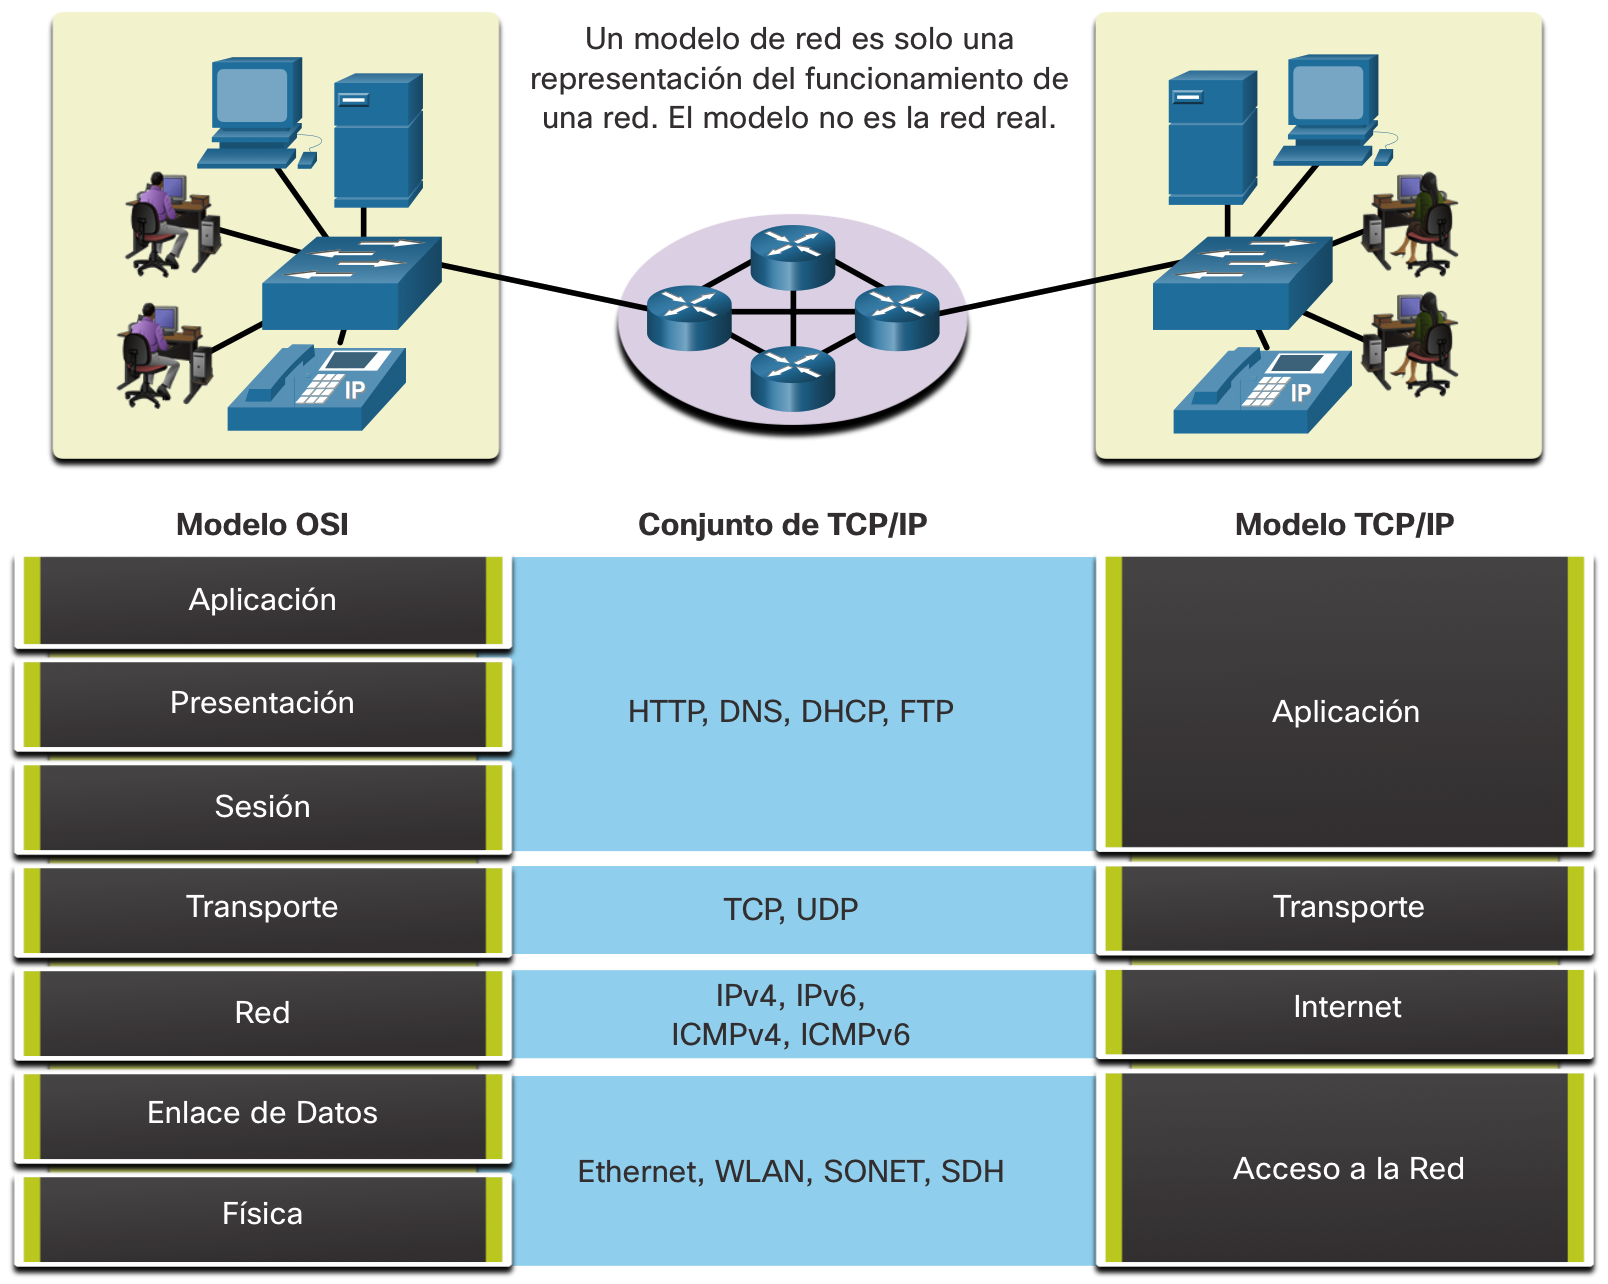 Un modelo de red es solo una
representación del funcionamiento de
una red. El modelo no es la red real.
IP
IP
Modelo OSI
Conjunto de TCP/IP
Modelo TCP/IP
Aplicación
Presentación
Sesión
HTTP, DNS, DHCP, FTP
Aplicación
Transporte
TCP, UDP
Transporte
Red
IPv4, IPv6,
ICMPv4, ICMPv6
Internet
Enlace de Datos
Física
Ethernet, WLAN, SONET, SDH
Acceso a la Red